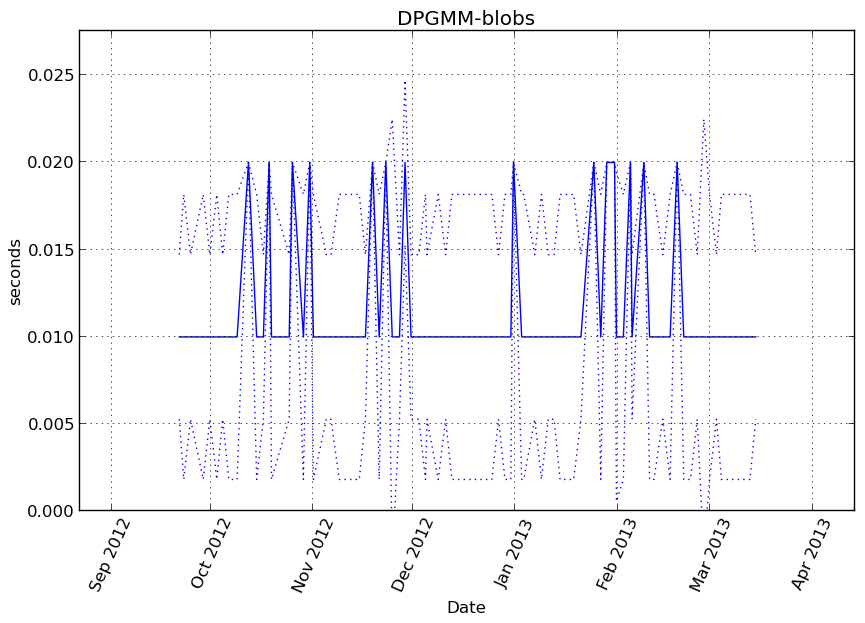 DPGMM-blobs
0.025
0.020
0.015
0.010
0.005
0.000
seconds
Sep 2012
Oct 2012
Nov 2012
Dec 2012
Jan 2013
Feb 2013
Mar 2013
Apr 2013
Date